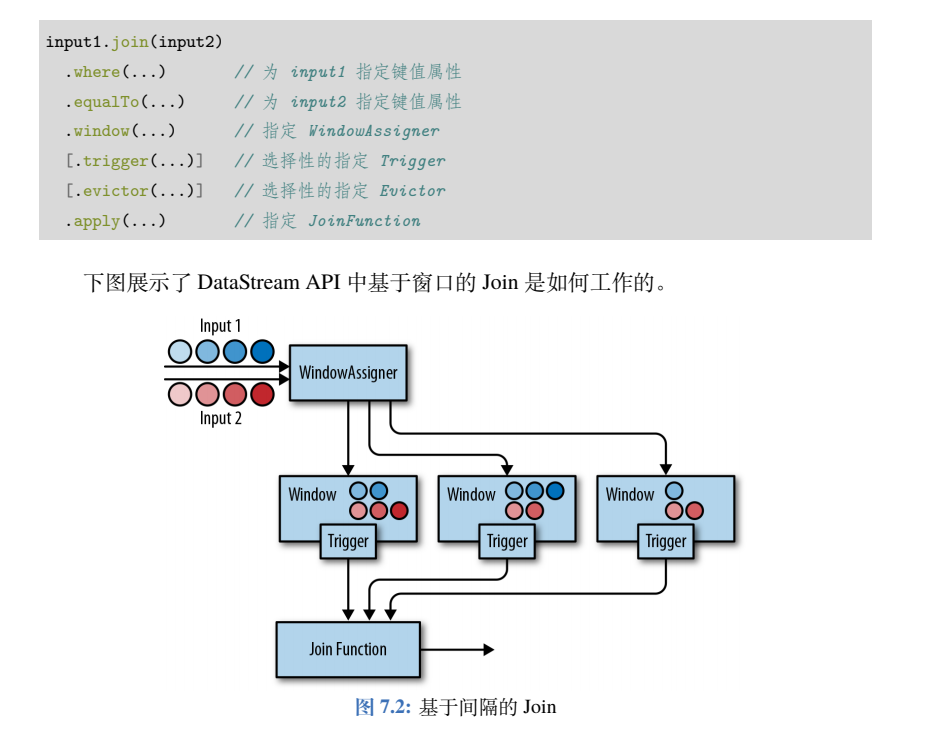 input1.join(input2)
.where(...) // 为 input1 指定键值属性
.equalTo(...) // 为 input2 指定键值属性
.window(...) // 指定 WindowAssigner
[.trigger(...)] // 选择性的指定 Trigger
[.evictor(...)] // 选择性的指定 Evictor
.apply(...) // 指定 JoinFunction
下图展示了 DataStream API 中基于窗口的 Join 是如何工作的。
Input 1
WindowAssigner
Input 2
Window
Window
Window
Trigger
Trigger
Trigger
Join Function
图 7.2: 基于间隔的 Join